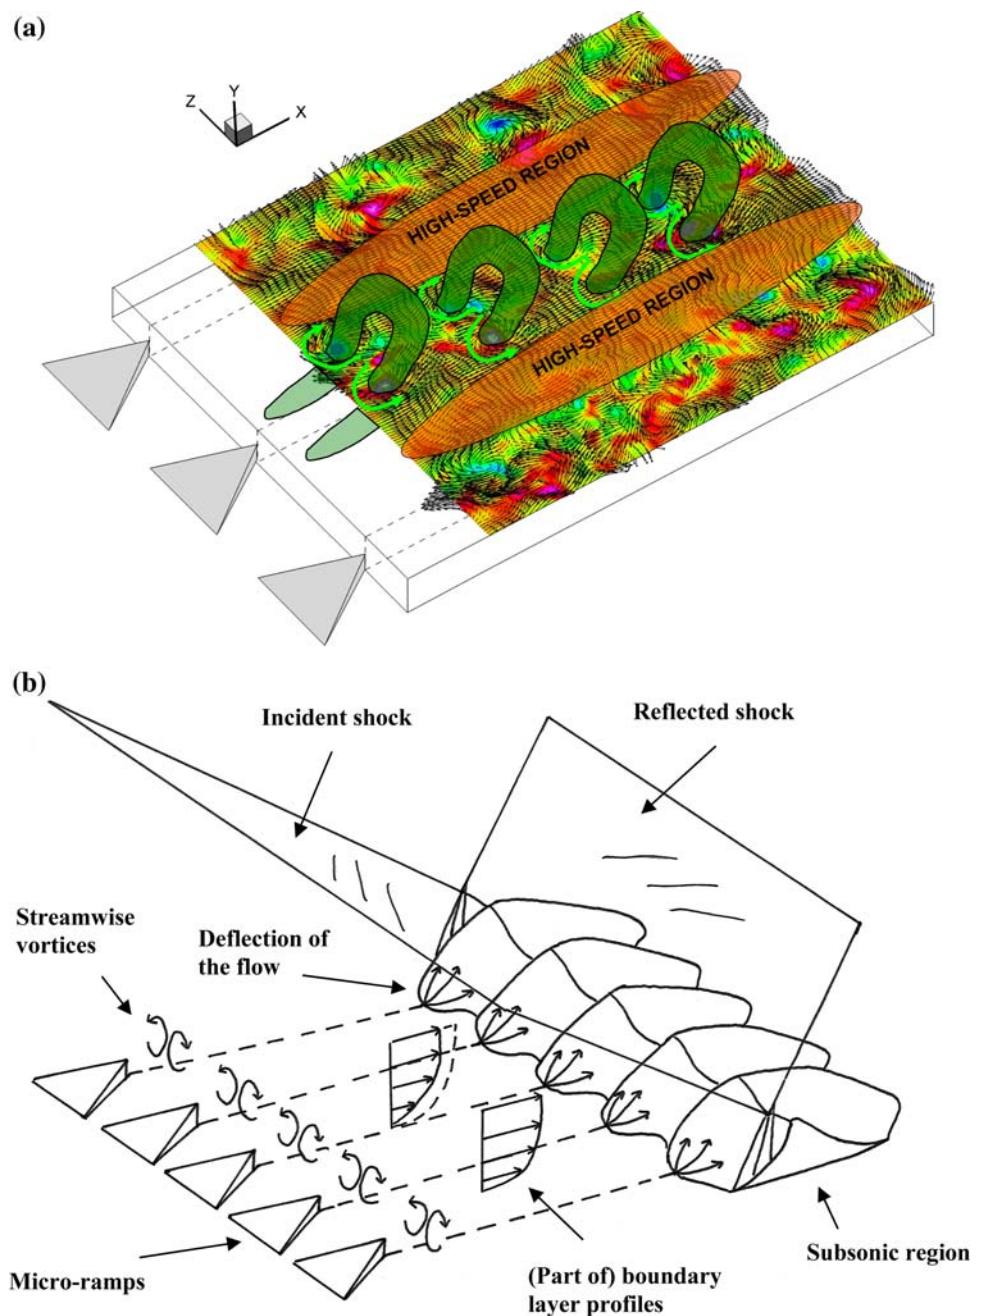 (a)
Y
Z
X
HIGH-SPEED REGION
HIGH-SPEED REGION
(b)
Incident shock
Reflected shock
Streamwise
vortices
Deflection of
the flow
Micro-ramps
(Part of) boundary
layer profiles
Subsonic region